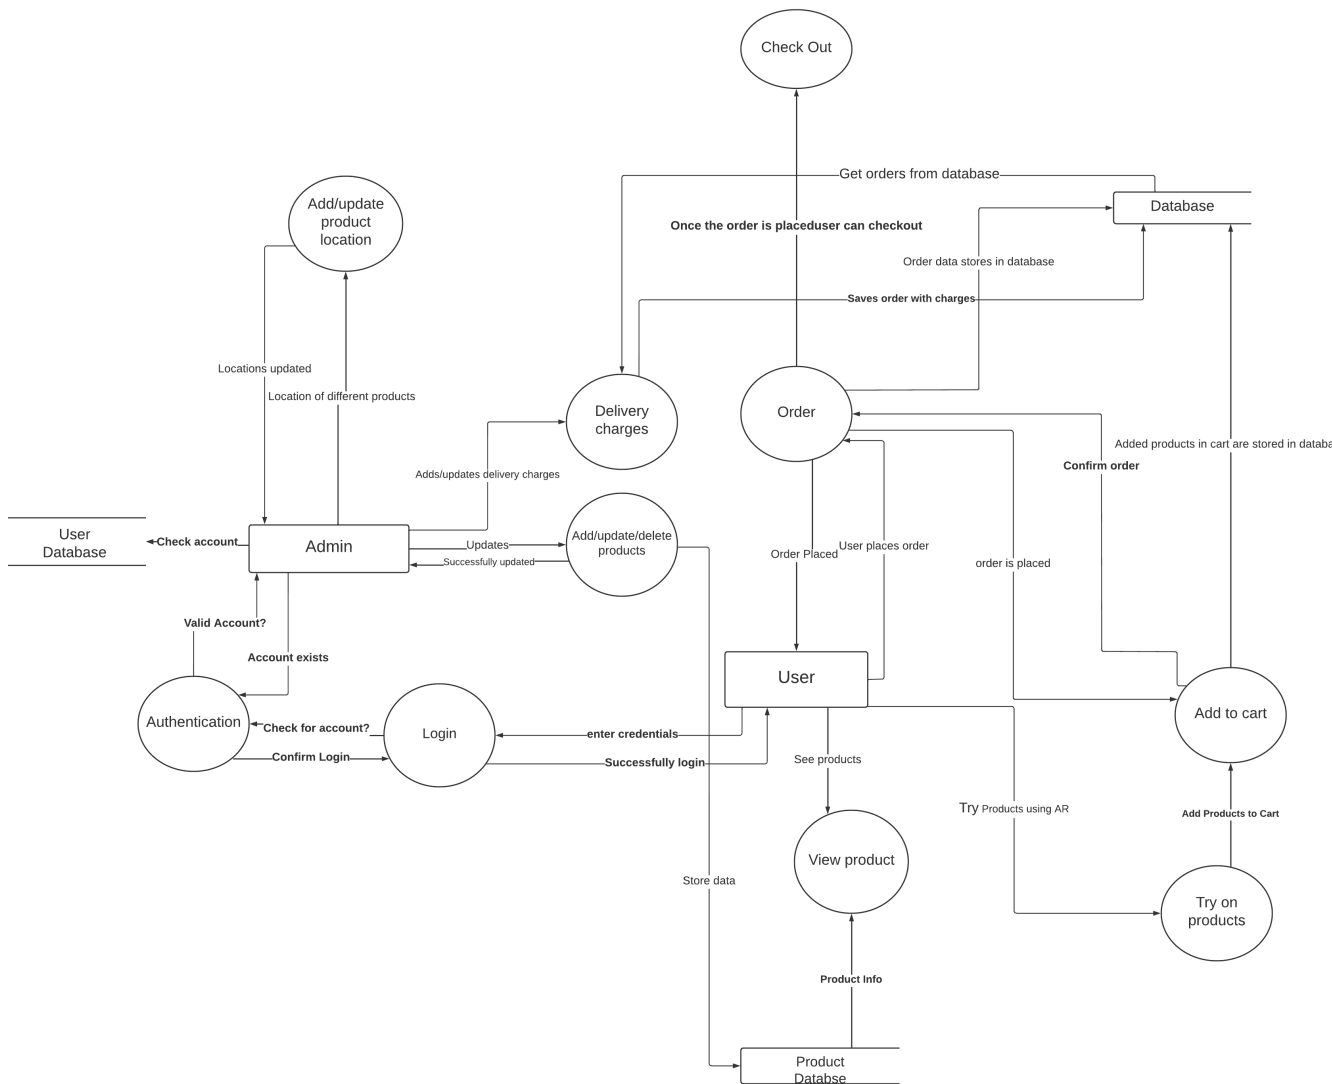 Check Out
Get orders from database
Add/update
product
location
Database
Once the order is placeduser can checkout
Order data stores in database
Saves order with charges
Locations updated
Location of different products
Delivery
charges
Order
Added products in cart are stored in databa
Confirm order
Adds/updates delivery charges
User
Database
Check account
Admin
Updates
Successfully updated
Add/update/delete
products
Order Placed
User places order
order is placed
Valid Account?
Account exists
User
Add to cart
Authentication
Check for account?
Confirm Login
Login
enter credentials
Successfully login
See products
Try Products using AR
Add Products to Cart
View product
Store data
Try on
products
Product Info
Product
Databse